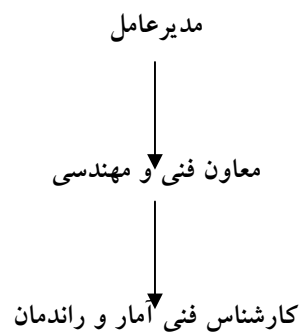 مدیرعامل
معاون فنی و مهندسی
کارشناس فنی آمار و راندمان